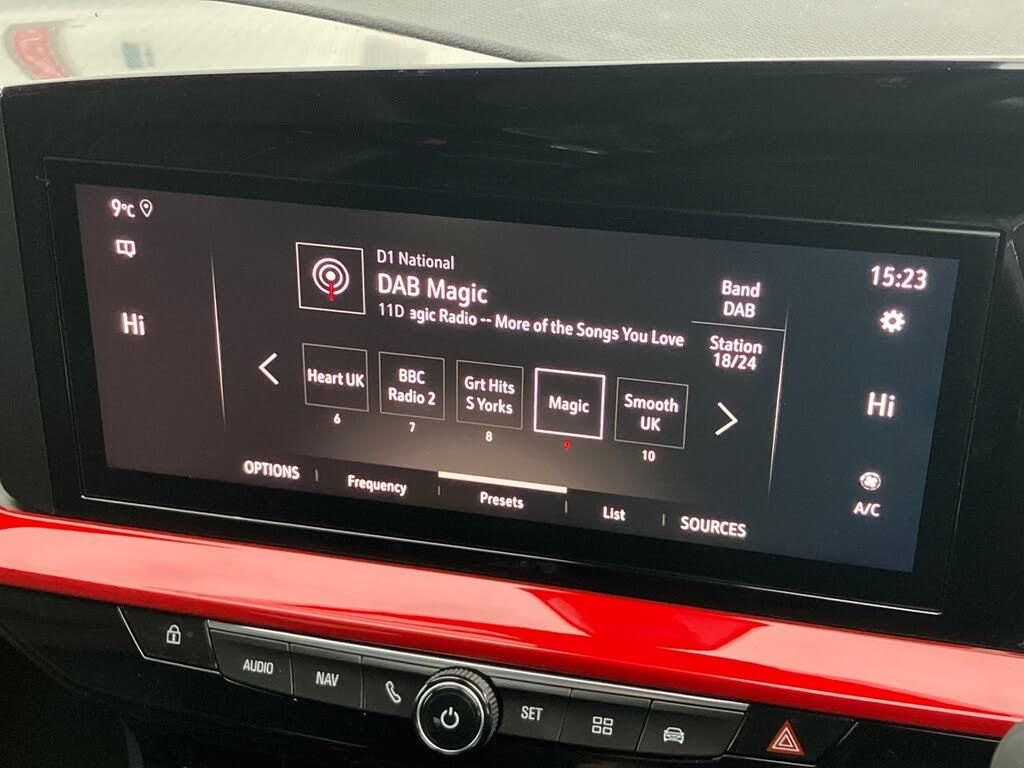 9°C
Hi
D1 National
DAB Magic
11D agic Radio -- More of the Songs You Love
Band
DAB
Station
18/24
15:23
Hi
A/C
Heart UK
6
BBC
Radio 2
7
Grt Hits
S Yorks
8
Magic
9
Smooth
UK
10
OPTIONS
Frequency
Presets
List
SOURCES
AUDIO
NAV
SET